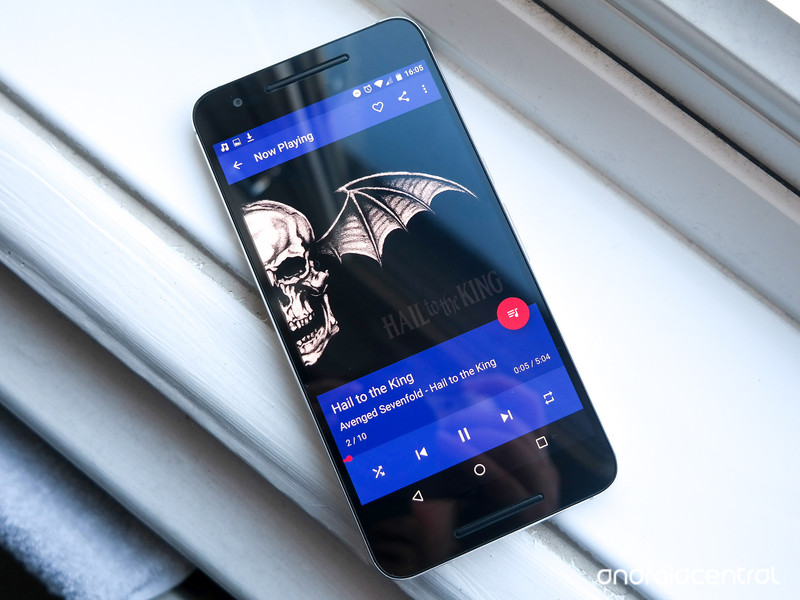 16:05
Now Playing
HAIL to the KING
Hail to the King
Avenged Sevenfold - Hail to the King
0:05 / 5:04
2 / 10
androidcentral